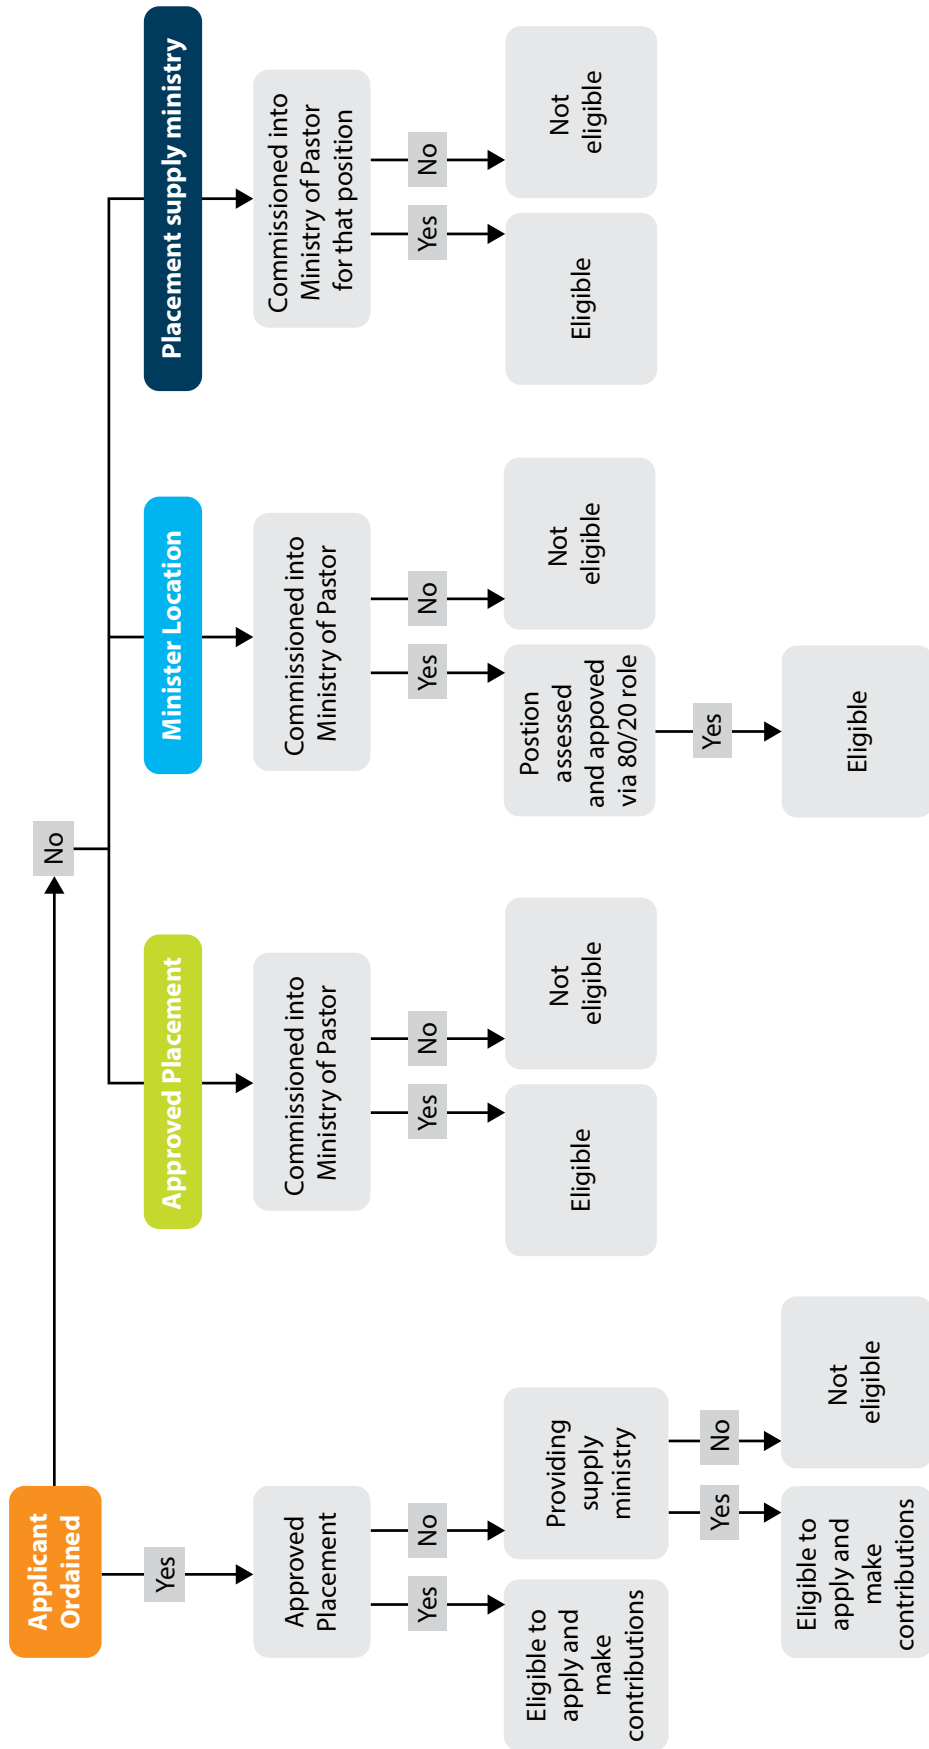 Applicant
Ordained
No
Yes
Approved
Placement
Yes
No
Eligible to
apply and
make
contributions
Providing
supply
ministry
Yes
No
Eligible to
apply and
make
contributions
Not
eligible
Approved Placement
Commissioned into
Ministry of Pastor
Yes
No
Eligible
Not
eligible
Minister Location
Commissioned into
Ministry of Pastor
Yes
No
Postion
assessed
and appoved
via 80/20 role
Not
eligible
Yes
Eligible
Placement supply ministry
Commissioned into
Ministry of Pastor
for that position
Yes
No
Eligible
Not
eligible